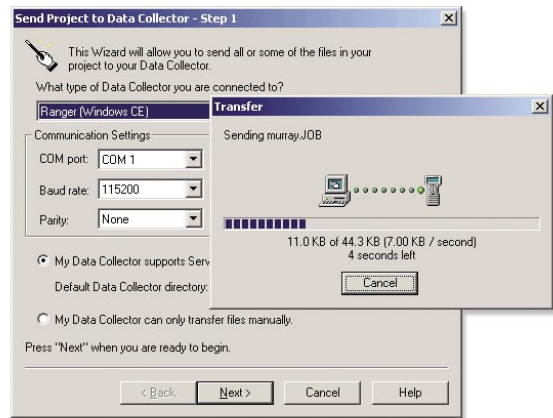 Send Project to Data Collector - Step 1
This Wizard will allow you to send all or some of the files in your
project to your Data Collector.
What type of Data Collector you are connected to?
Ranger (Windows CE)
Communication Settings
COM port: COM 1
Baud rate: 115200
Parity: None
My Data Collector supports Serv
Default Data Collector directory:
My Data Collector can only transfer files manually.
Press "Next" when you are ready to begin.
< Back
Next >
Cancel
Help
Transfer
Sending murray.JOB
11.0 KB of 44.3 KB (7.00 KB / second)
4 seconds left
Cancel